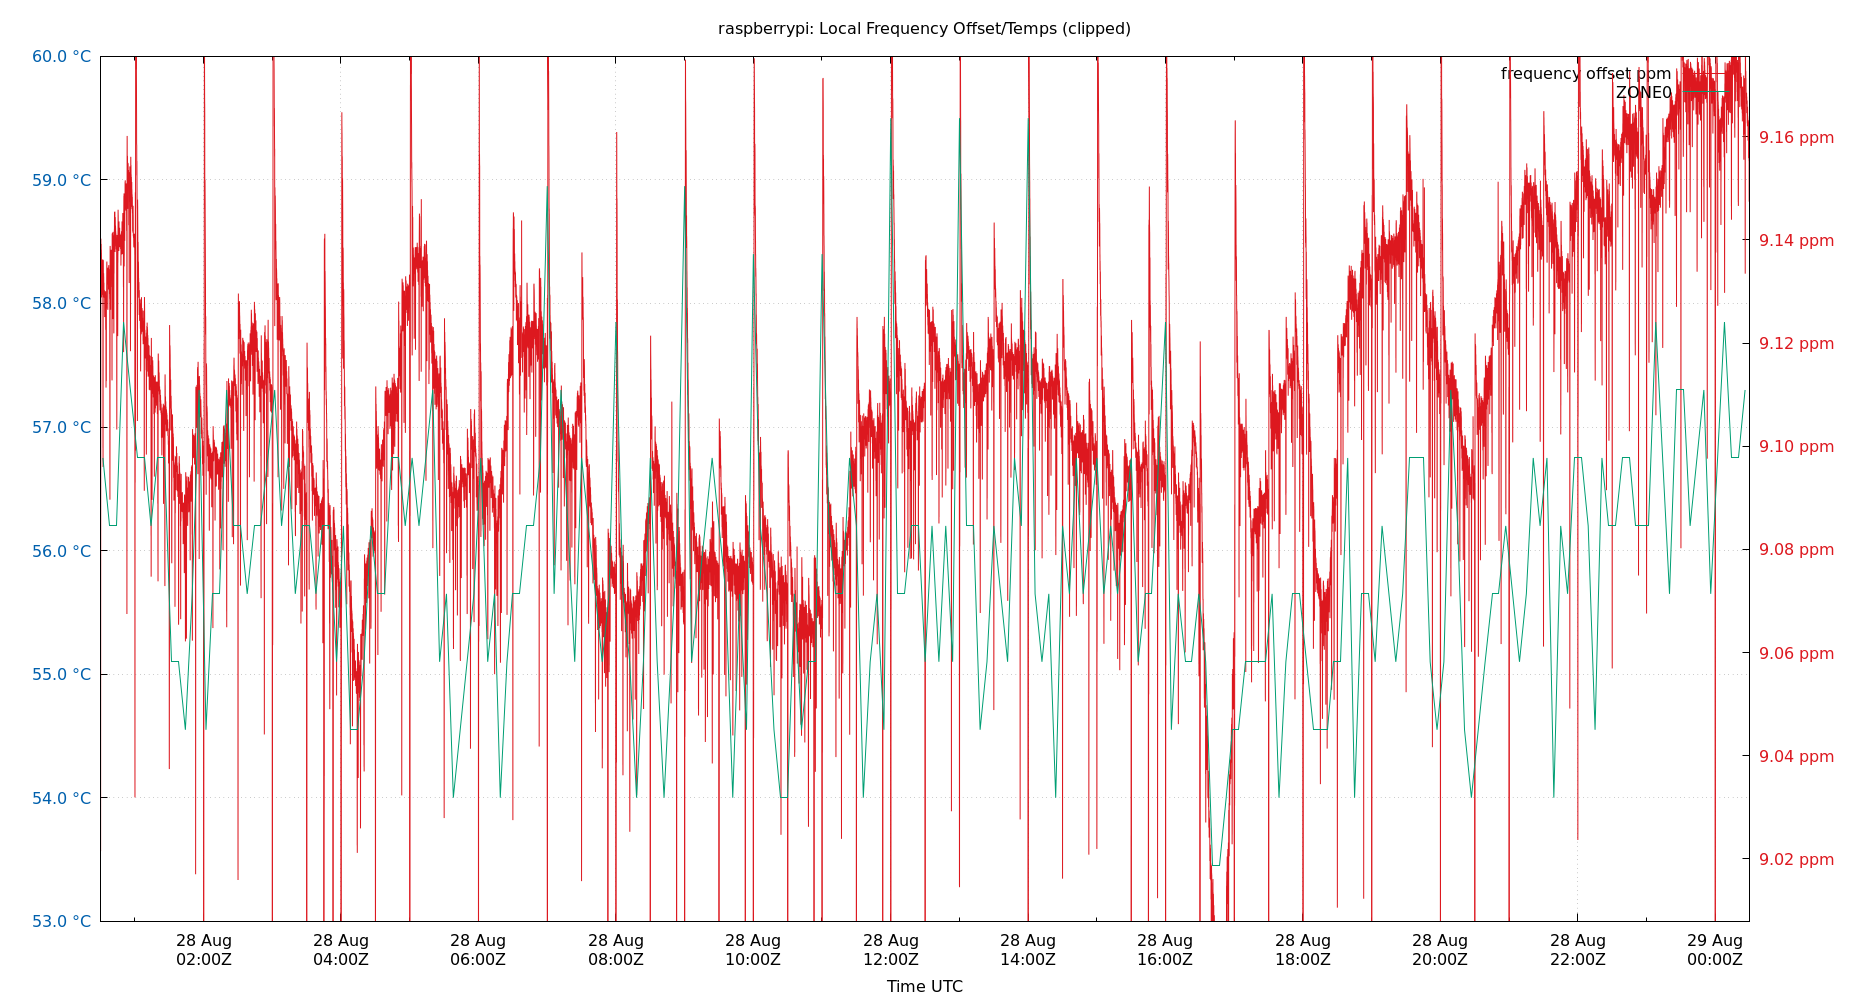 raspberrypi: Local Frequency Offset/Temps (clipped)
60.0 °C
59.0 °C
58.0 °C
57.0 °C
56.0 °C
55.0 °C
54.0 °C
53.0 °C
frequency offset ppm
ZONE0
9.16 ppm
9.14 ppm
9.12 ppm
9.10 ppm
9.08 ppm
9.06 ppm
9.04 ppm
9.02 ppm
28 Aug 28 Aug 28 Aug 28 Aug 28 Aug 28 Aug 28 Aug 28 Aug 28 Aug 28 Aug 28 Aug 29 Aug
02:00Z 04:00Z 06:00Z 08:00Z 10:00Z 12:00Z 14:00Z 16:00Z 18:00Z 20:00Z 22:00Z 00:00Z
Time UTC